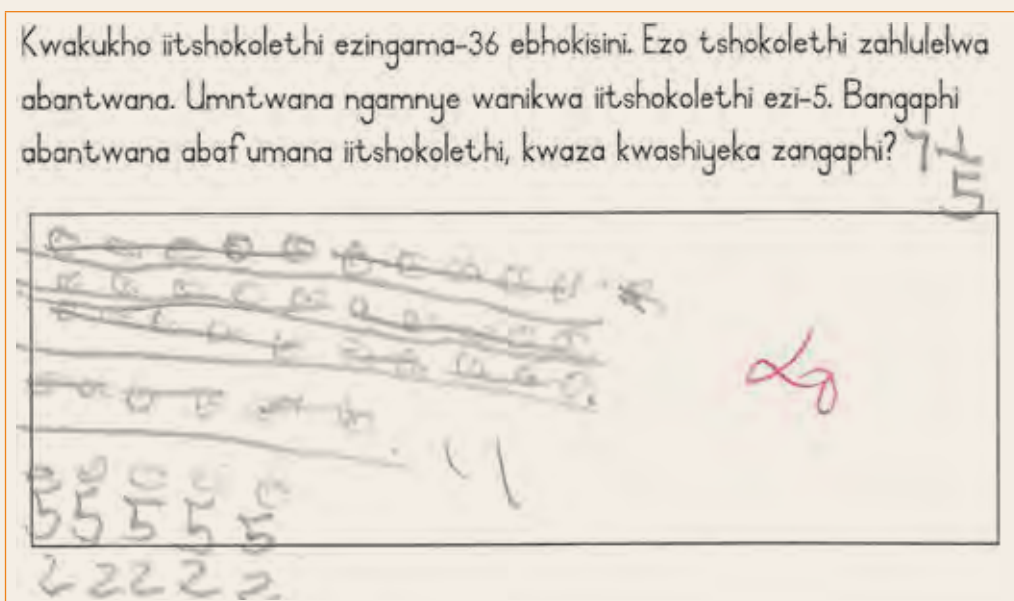 Kwakukho iitshokolethi ezingama-36 ebhokisini. Ezo tshokolethi zahlulelwa
abantwana. Umntwana ngamnye wanikwa iitshokolethi ezi-5. Bangaphi
abantwana abafumana iitshokolethi, kwaza kwashiyeka zangaphi? 7 1/5
5 5 5 5 5
2 2 2 2 2